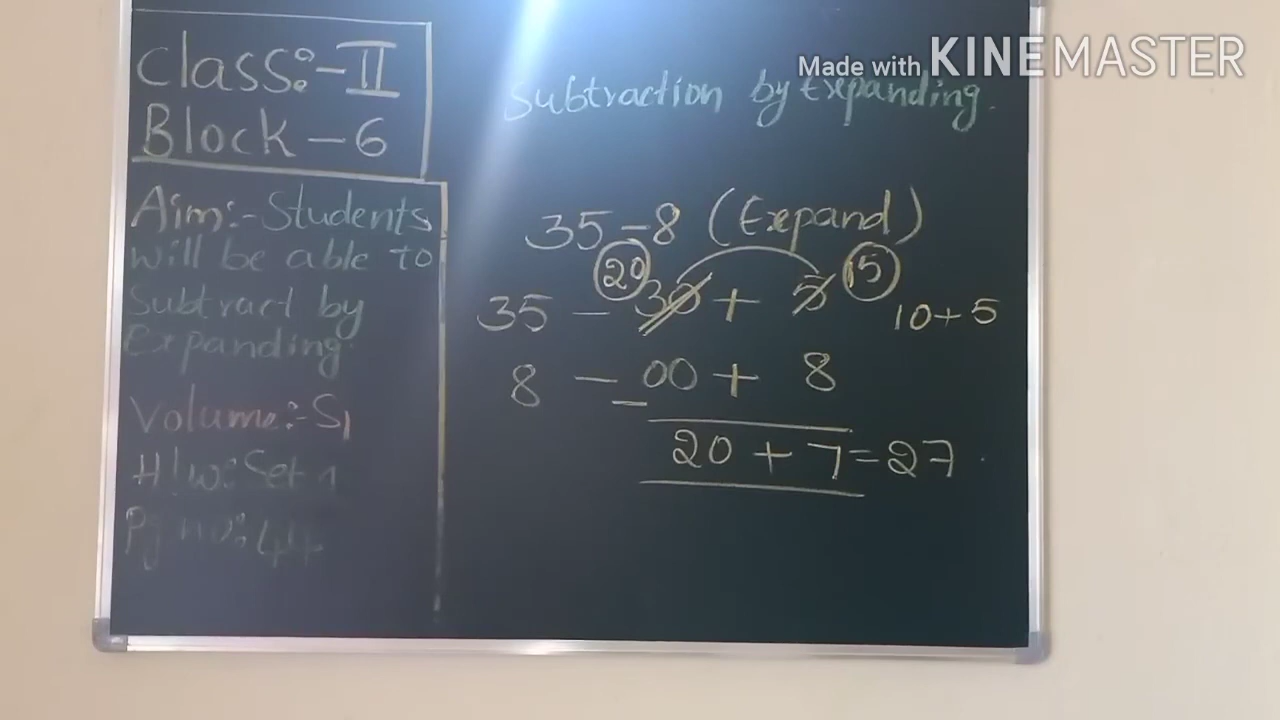 Made with KINEMASTER
Class:-II
Block-6
Aim:-Students
will be able to
Subtract by
Expanding.
Volume:-S1
H!w:Set 1
Pg no:44
Subtraction by Expanding.
35-8 (Expand)
20 15
35 - 30 + 5 10+5
8 - 00 + 8
-
20 + 7=27